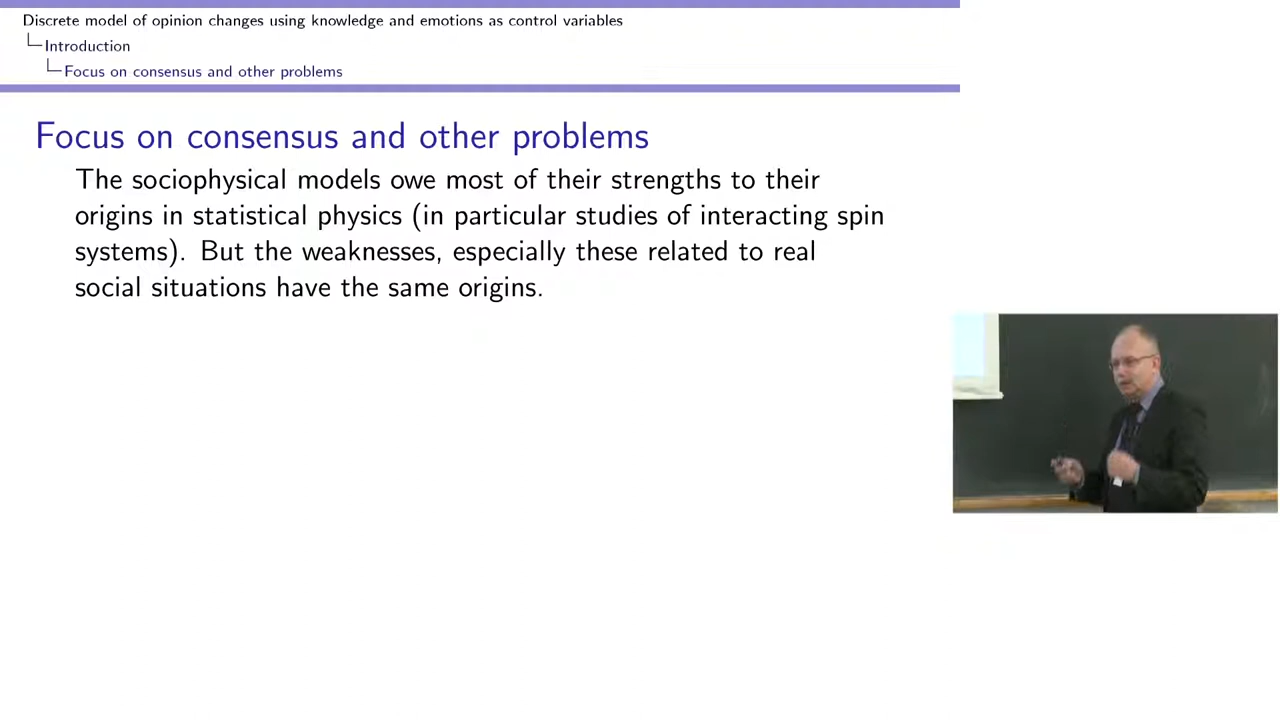 Discrete model of opinion changes using knowledge and emotions as control variables
Introduction
Focus on consensus and other problems
Focus on consensus and other problems
The sociophysical models owe most of their strengths to their
origins in statistical physics (in particular studies of interacting spin
systems). But the weaknesses, especially these related to real
social situations have the same origins.